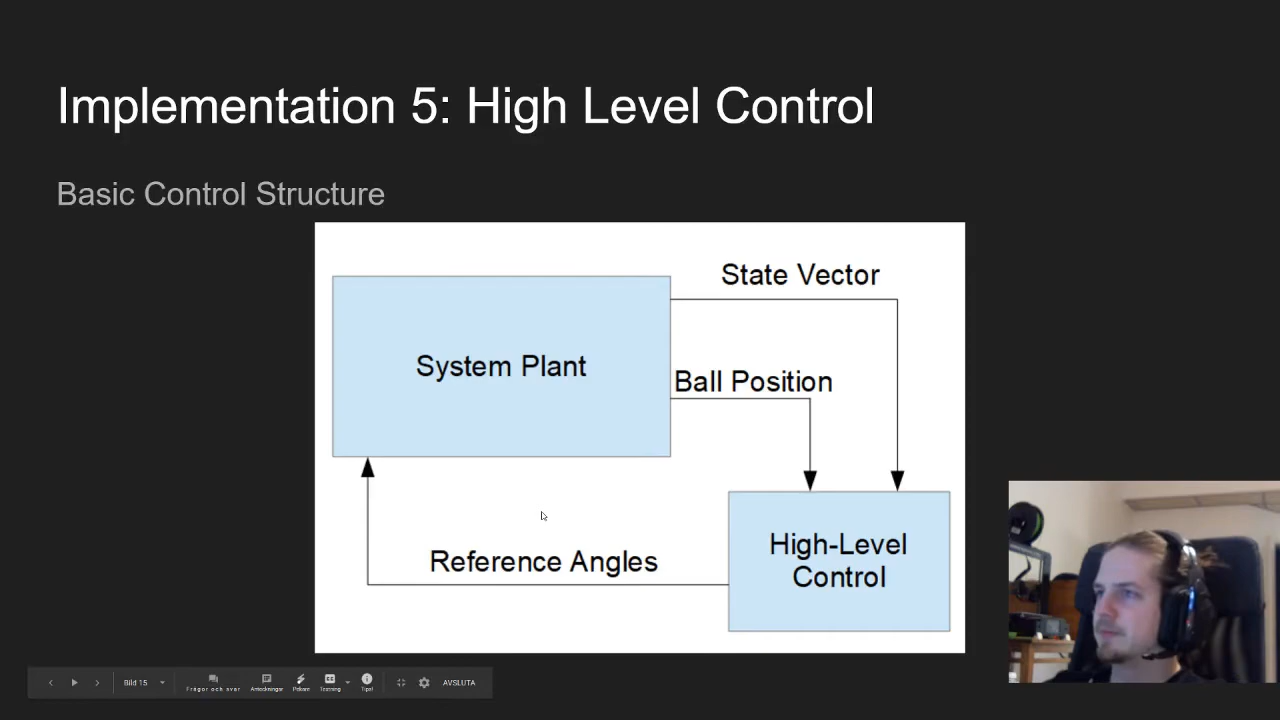 Implementation 5: High Level Control
Basic Control Structure
State Vector
System Plant
Ball Position
High-Level
Control
Reference Angles
Bild 15
Frågor och svar
Anteckningar
Pekare
Textning
Tips!
AVSLUTA